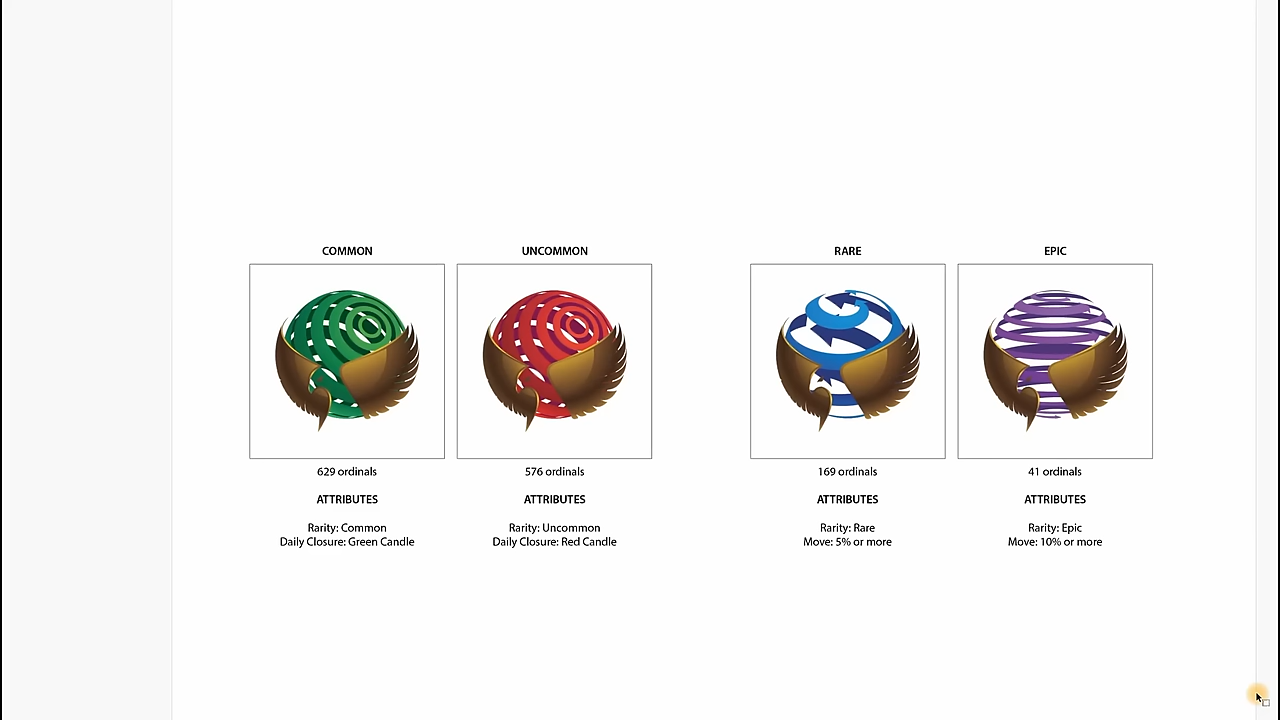 COMMON
UNCOMMON
RARE
EPIC
629 ordinals
576 ordinals
169 ordinals
41 ordinals
ATTRIBUTES
ATTRIBUTES
ATTRIBUTES
ATTRIBUTES
Rarity: Common
Daily Closure: Green Candle
Rarity: Uncommon
Daily Closure: Red Candle
Rarity: Rare
Move: 5% or more
Rarity: Epic
Move: 10% or more